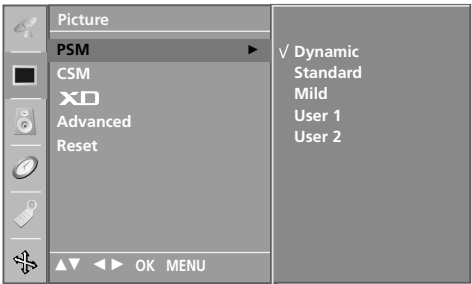 Picture
PSM ►
CSM
XD
Advanced
Reset
▲▼ ◄► OK MENU
√ Dynamic
Standard
Mild
User 1
User 2